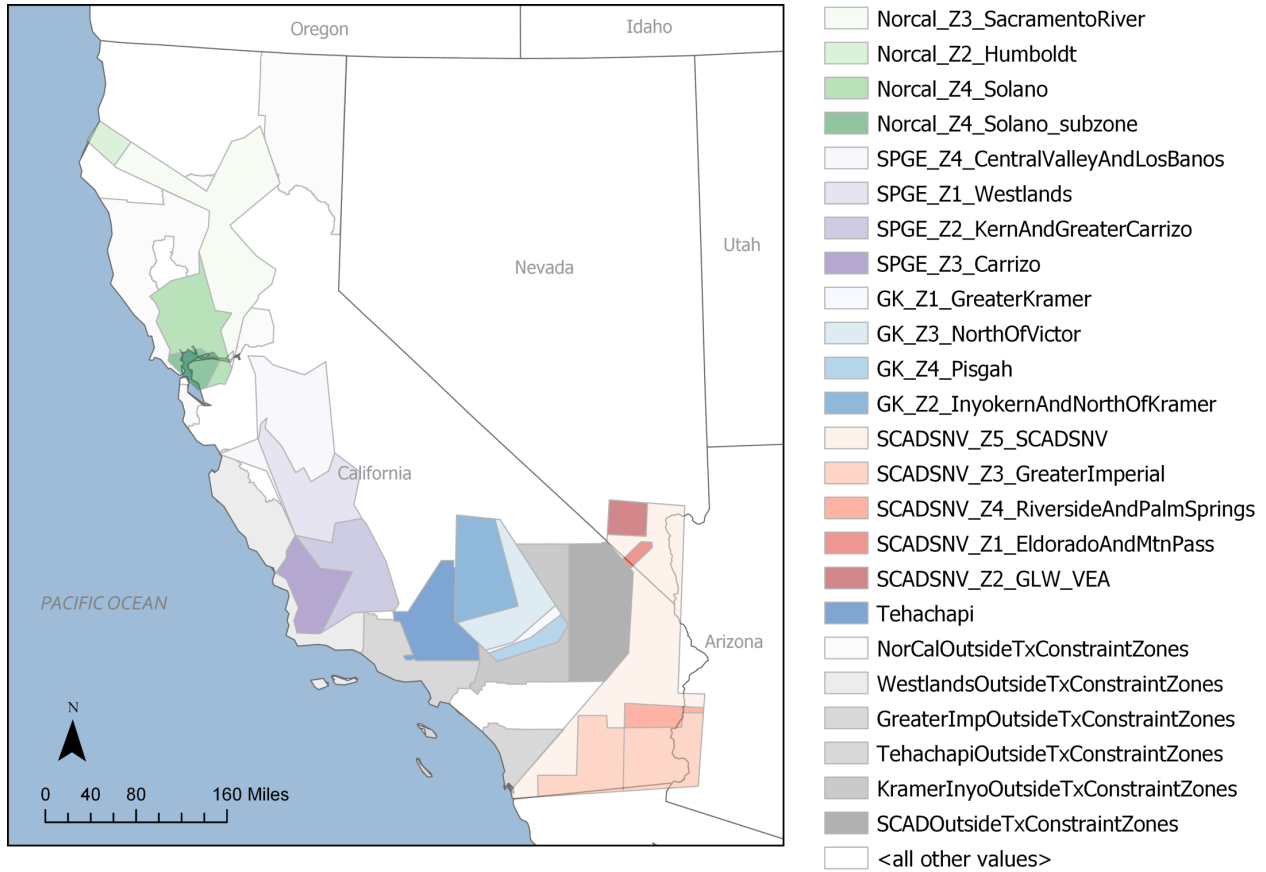 Oregon
Idaho
Nevada
Utah
California
Arizona
PACIFIC OCEAN
N
0 40 80 160 Miles
Norcal_Z3_SacramentoRiver
Norcal_Z2_Humboldt
Norcal_Z4_Solano
Norcal_Z4_Solano_subzone
SPGE_Z4_CentralValleyAndLosBanos
SPGE_Z1_Westlands
SPGE_Z2_KernAndGreaterCarrizo
SPGE_Z3_Carrizo
GK_Z1_GreaterKramer
GK_Z3_NorthOfVictor
GK_Z4_Pisgah
GK_Z2_InyokernAndNorthOfKramer
SCADSNV_Z5_SCADSNV
SCADSNV_Z3_GreaterImperial
SCADSNV_Z4_RiversideAndPalmSprings
SCADSNV_Z1_EldoradoAndMtnPass
SCADSNV_Z2_GLW_VEA
Tehachapi
NorCalOutsideTxConstraintZones
WestlandsOutsideTxConstraintZones
GreaterImpOutsideTxConstraintZones
TehachapiOutsideTxConstraintZones
KramerInyoOutsideTxConstraintZones
SCADOutsideTxConstraintZones
<all other values>